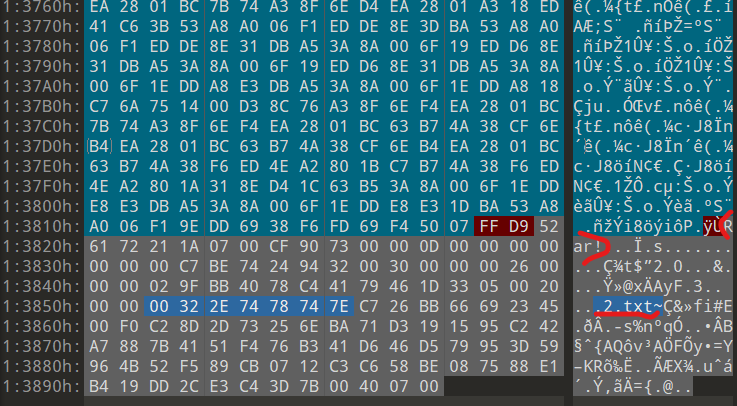 1:3760h: EA 28 01 BC 7B 74 A3 8F 6E D4 EA 28 01 A3 18 ED ê(.¼{t£.nÔê(.£.í
1:3770h: 41 C6 3B 53 A8 A0 06 F1 ED DE 8E 3D BA 53 A8 A0 AÆ;S¨ .ñíÞŽ=ºS¨
1:3780h: 06 F1 ED DE 8E 31 DB A5 3A 8A 00 6F 19 ED D6 8E .ñíÞŽ1Û¥:Š.o.íÖŽ
1:3790h: 31 DB A5 3A 8A 00 6F 19 ED D6 8E 31 DB A5 3A 8A 1Û¥:Š.o.íÖŽ1Û¥:Š
1:37A0h: 00 6F 1E DD A8 E3 DB A5 3A 8A 00 6F 1E DD A8 18 .o.Ý¨ãÛ¥:Š.o.Ý¨.
1:37B0h: C7 6A 75 14 00 D3 8C 76 A3 8F 6E F4 EA 28 01 BC Çju..ÓŒv£.nôê(.¼
1:37C0h: 7B 74 A3 8F 6E F4 EA 28 01 BC 63 B7 4A 38 CF 6E {t£.nôê(.¼c·J8Ïn
1:37D0h: B4 EA 28 01 BC 63 B7 4A 38 CF 6E B4 EA 28 01 BC ´ê(.¼c·J8Ïn´ê(.¼
1:37E0h: 63 B7 4A 38 F6 ED 4E A2 80 1B C7 B7 4A 38 F6 ED c·J8öíN¢€.Ç·J8öí
1:37F0h: 4E A2 80 1A 31 8E D4 1C 63 B5 3A 8A 00 6F 1E DD N¢€.1ŽÔ.cµ:Š.o.Ý
1:3800h: E8 E3 DB A5 3A 8A 00 6F 1E DD E8 E3 1D BA 53 A8 èãÛ¥:Š.o.Ýèã.ºS¨
1:3810h: A0 06 F1 9E DD 69 38 F6 FD 69 F4 50 07 FF D9 52 .ñžÝi8öýiôP.ÿÙR
1:3820h: 61 72 21 1A 07 00 CF 90 73 00 00 0D 00 00 00 00 ar!...Ï.s.......
1:3830h: 00 00 00 C7 BE 74 24 94 32 00 30 00 00 00 26 00 ...Ç¾t$”2.0...&.
1:3840h: 00 00 02 9F BB 40 78 C4 41 79 46 1D 33 05 00 20 ...Ÿ»@xÄAyF.3..
1:3850h: 00 00 00 32 2E 74 78 74 7E C7 26 BB 66 69 23 45 ...2.txt~Ç&»fi#E
1:3860h: 00 F0 C2 8D 2D 73 25 6E BA 71 D3 19 15 95 C2 42 .ðÂ.-s%nºqÓ..•ÂB
1:3870h: A7 88 7B 41 51 F4 76 B3 41 D6 46 D5 79 95 3D 59 §ˆ{AQôv³AÖFÕy•=Y
1:3880h: 96 4B 52 F5 89 CB 07 12 C3 C6 58 BE 08 75 88 E1 –KRõ‰Ë..ÃÆX¾.uˆá
1:3890h: B4 19 DD 2C E3 C4 3D 7B 00 40 07 00 ´.Ý,ãÄ={.@..